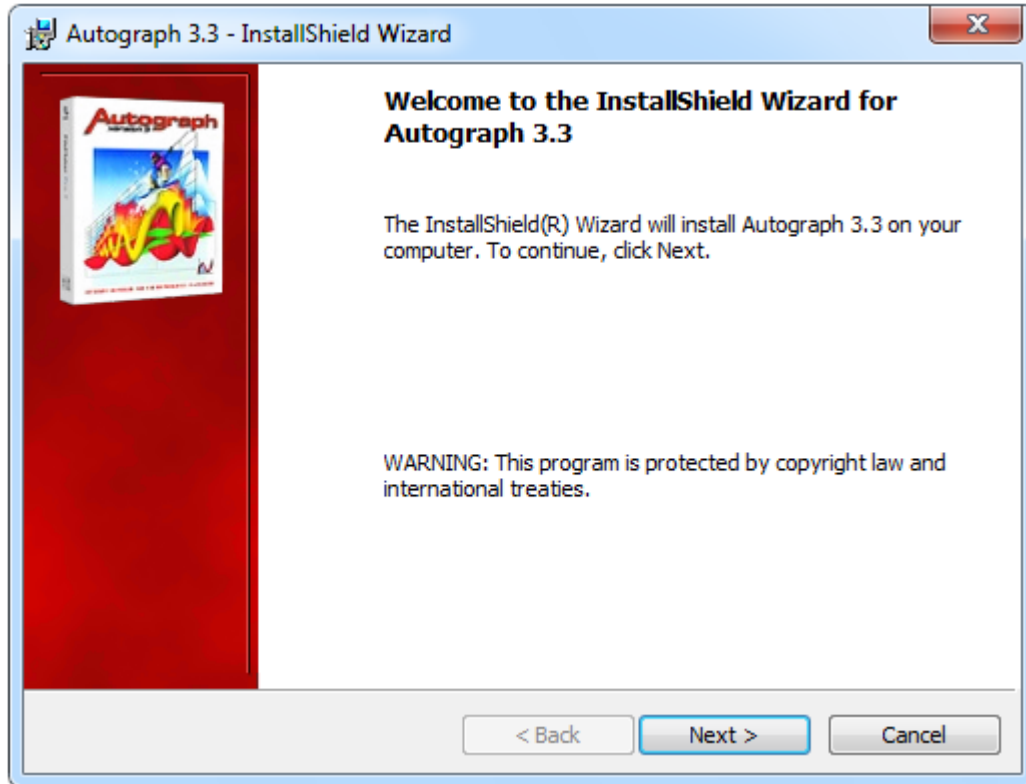 Autograph 3.3 - InstallShield Wizard
Autograph
Welcome to the InstallShield Wizard for
Autograph 3.3
The InstallShield(R) Wizard will install Autograph 3.3 on your
computer. To continue, click Next.
WARNING: This program is protected by copyright law and
international treaties.
< Back
Next >
Cancel